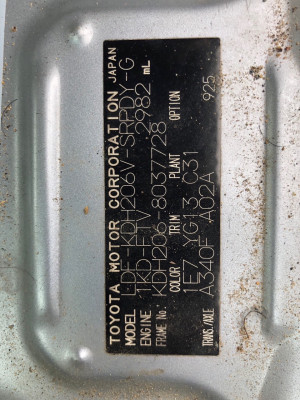 TOYOTA MOTOR CORPORATION JAPAN
MODEL LDF-KDH206V-SRPDY-G
ENGINE 1KD-FTV 2982 mL
FRAME No. KDH206-8037728
COLOR/ TRIM PLANT OPTION
1E7 YG13 C31 925
TRANS./AXLE A340F A02A